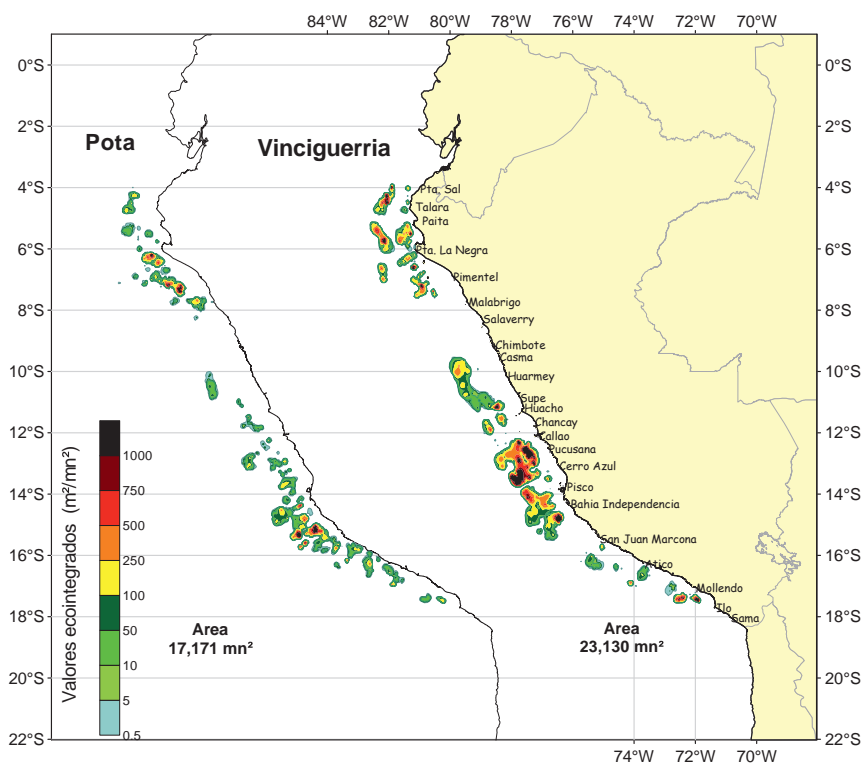 84°W 82°W 80°W 78°W 76°W 74°W 72°W 70°W
0°S 0°S
2°S 2°S
Pota Vinciguerria
4°S Pta. Sal 4°S
Talara
Paita
6°S Pta. La Negra 6°S
Pimentel
8°S Malabrigo 8°S
Salaverry
Chimbote
Casma
10°S Huarmey 10°S
Supe
Huacho
Chancay
12°S Callao 12°S
Pucusana
Cerro Azul
14°S Pisco 14°S
Bahia Independencia
San Juan Marcona
16°S Atico 16°S
Mollendo
Ilo
18°S Sama 18°S
Area Area
17,171 mn² 23,130 mn²
20°S 20°S
22°S 22°S
74°W 72°W 70°W
Valores ecointegrados (m²/mn²)
1000
750
500
250
100
50
10
5
0.5